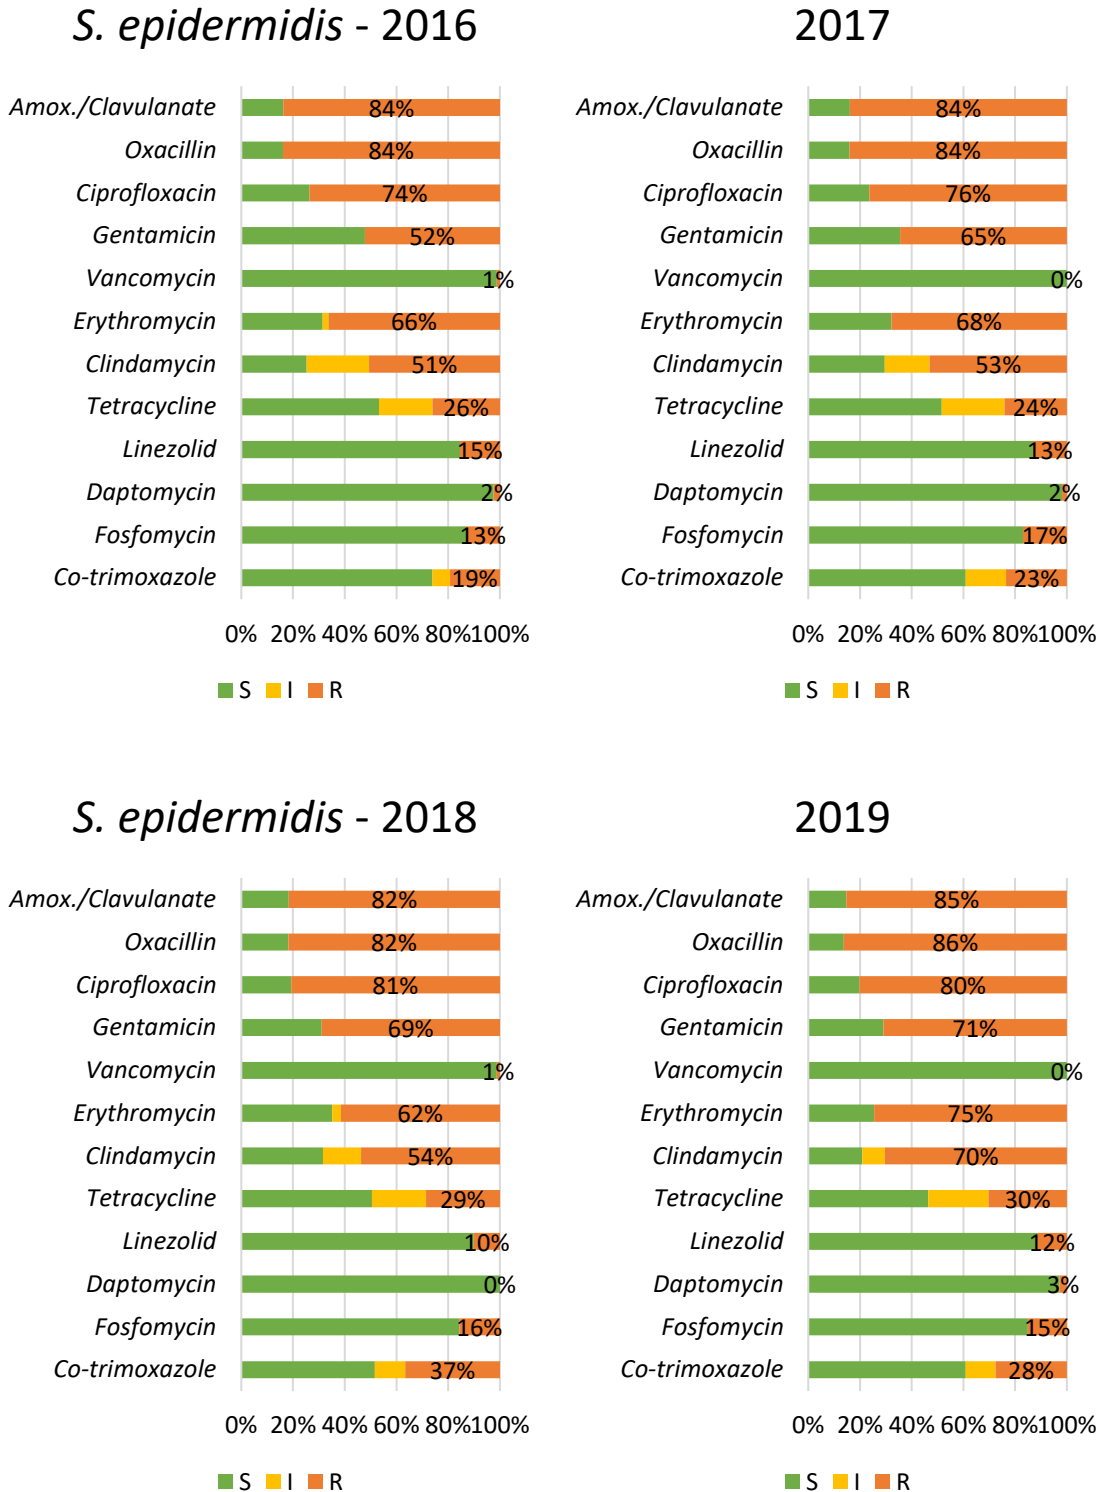 S. epidermidis - 2016
Amox./Clavulanate 84%
Oxacillin 84%
Ciprofloxacin 74%
Gentamicin 52%
Vancomycin 1%
Erythromycin 66%
Clindamycin 51%
Tetracycline 26%
Linezolid 15%
Daptomycin 2%
Fosfomycin 13%
Co-trimoxazole 19%
0% 20% 40% 60% 80% 100%
S I R
2017
Amox./Clavulanate 84%
Oxacillin 84%
Ciprofloxacin 76%
Gentamicin 65%
Vancomycin 0%
Erythromycin 68%
Clindamycin 53%
Tetracycline 24%
Linezolid 13%
Daptomycin 2%
Fosfomycin 17%
Co-trimoxazole 23%
0% 20% 40% 60% 80% 100%
S I R
S. epidermidis - 2018
Amox./Clavulanate 82%
Oxacillin 82%
Ciprofloxacin 81%
Gentamicin 69%
Vancomycin 1%
Erythromycin 62%
Clindamycin 54%
Tetracycline 29%
Linezolid 10%
Daptomycin 0%
Fosfomycin 16%
Co-trimoxazole 37%
0% 20% 40% 60% 80% 100%
S I R
2019
Amox./Clavulanate 85%
Oxacillin 86%
Ciprofloxacin 80%
Gentamicin 71%
Vancomycin 0%
Erythromycin 75%
Clindamycin 70%
Tetracycline 30%
Linezolid 12%
Daptomycin 3%
Fosfomycin 15%
Co-trimoxazole 28%
0% 20% 40% 60% 80% 100%
S I R